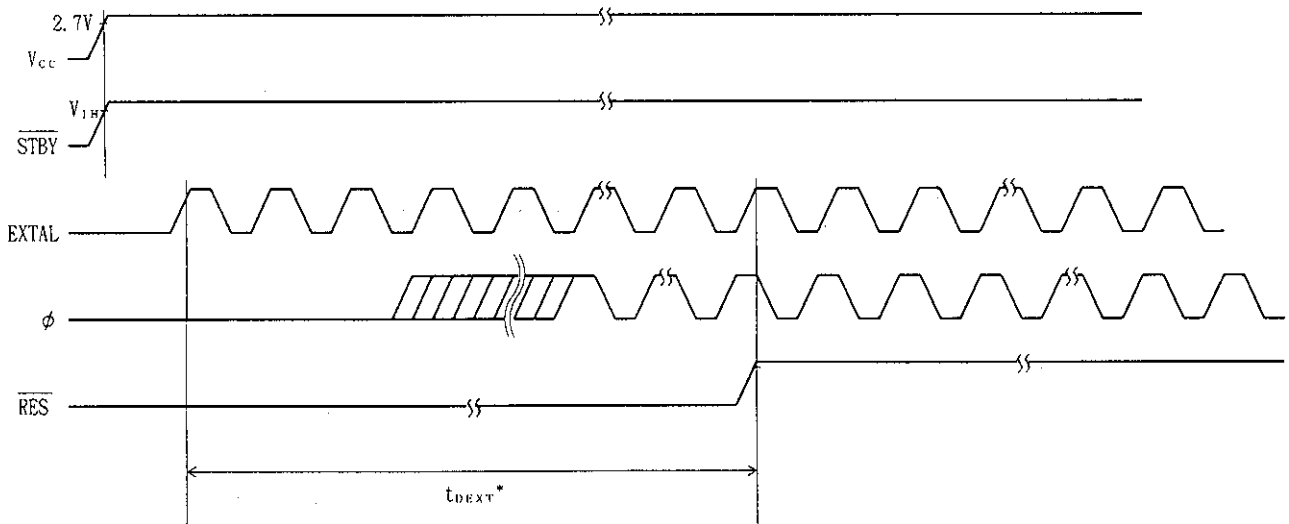 2.7V
Vcc
VIH
STBY
EXTAL
ϕ
RES
tDEXT*